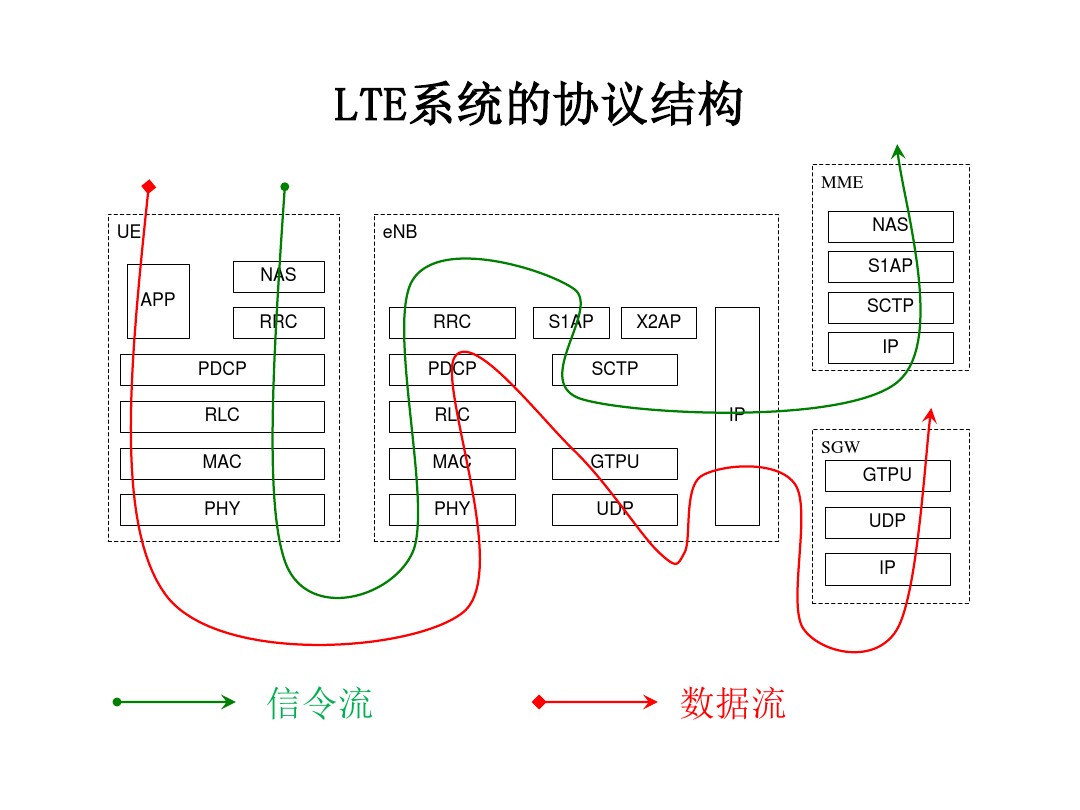 LTE系统的协议结构
UE
APP
NAS
RRC
PDCP
RLC
MAC
PHY
eNB
RRC
S1AP
X2AP
PDCP
SCTP
RLC
IP
MAC
GTPU
PHY
UDP
MME
NAS
S1AP
SCTP
IP
SGW
GTPU
UDP
IP
信令流
数据流